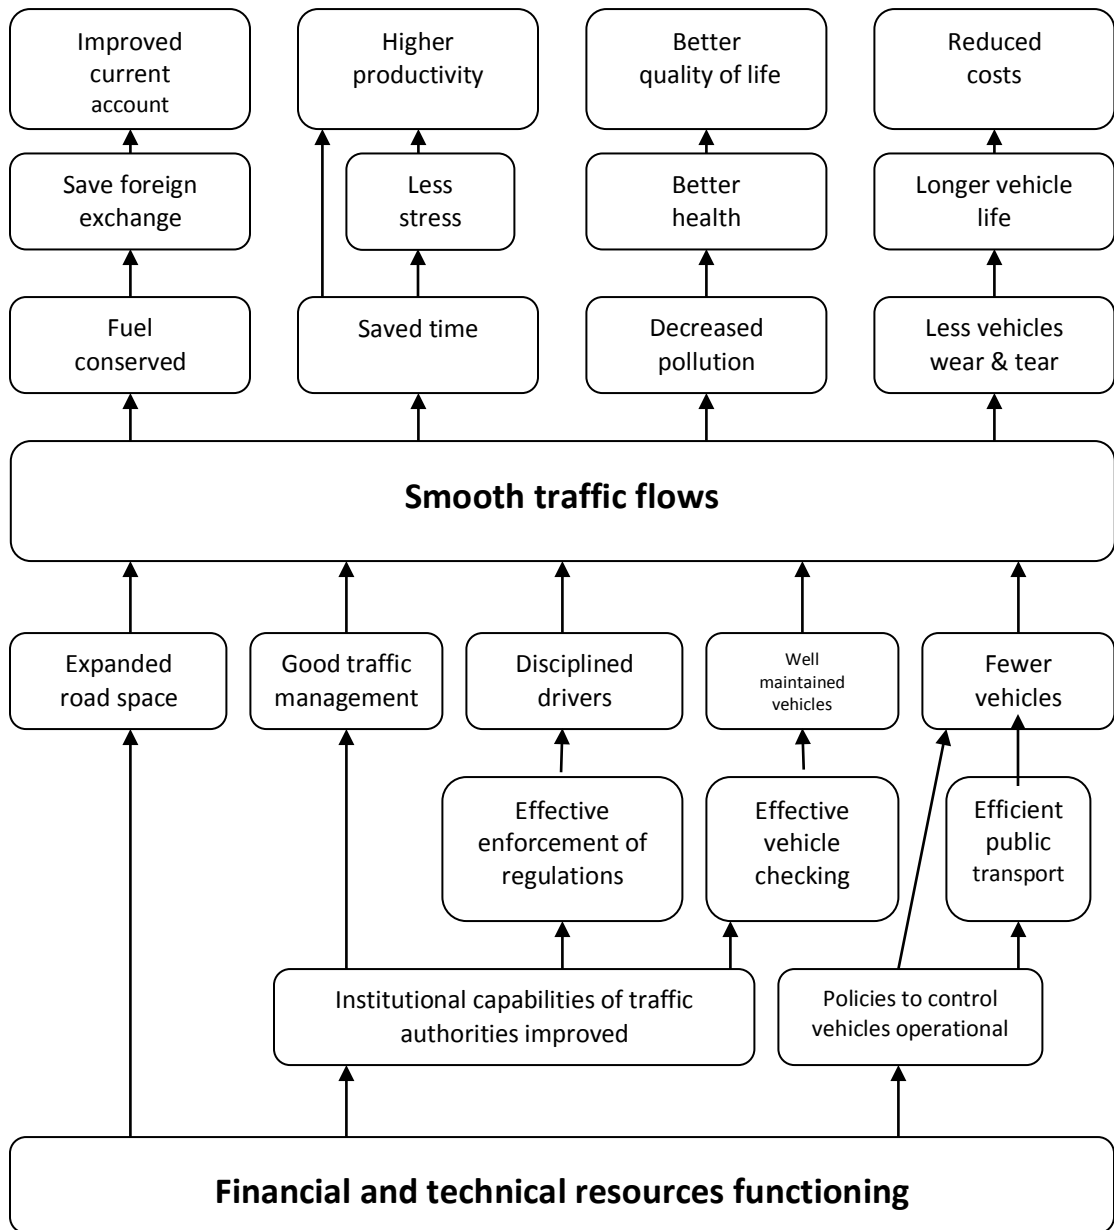 Improved
current
account
Higher
productivity
Better
quality of life
Reduced
costs
Save foreign
exchange
Less
stress
Better
health
Longer vehicle
life
Fuel
conserved
Saved time
Decreased
pollution
Less vehicles
wear & tear
Smooth traffic flows
Expanded
road space
Good traffic
management
Disciplined
drivers
Well
maintained
vehicles
Fewer
vehicles
Effective
enforcement of
regulations
Effective
vehicle
checking
Efficient
public
transport
Institutional capabilities of traffic
authorities improved
Policies to control
vehicles operational
Financial and technical resources functioning